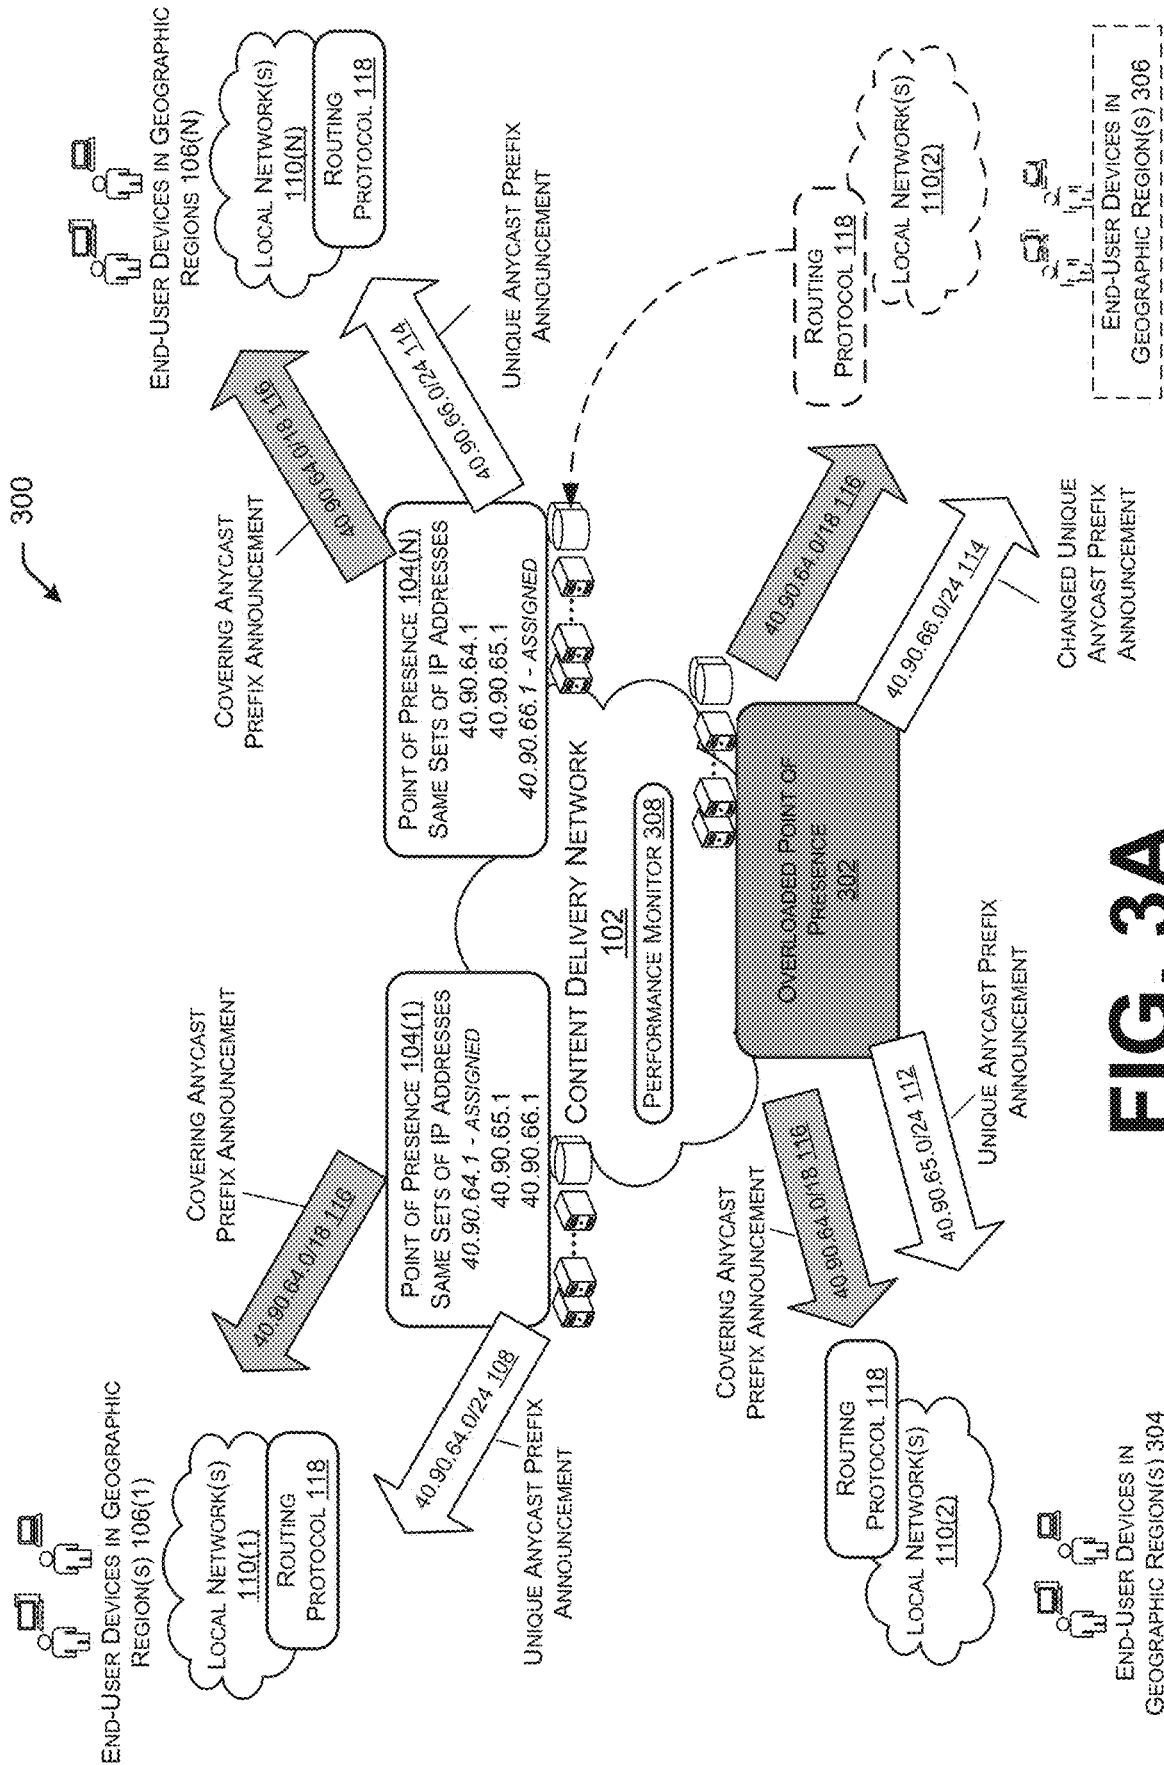 300
END-USER DEVICES IN GEOGRAPHIC
REGION(S) 106(1)
LOCAL NETWORK(S)
110(1)
ROUTING
PROTOCOL 118
COVERING ANYCAST
PREFIX ANNOUNCEMENT
40.90.64.0/18 116
40.90.64.0/24 108
UNIQUE ANYCAST PREFIX
ANNOUNCEMENT
POINT OF PRESENCE 104(1)
SAME SETS OF IP ADDRESSES
40.90.64.1 - ASSIGNED
40.90.65.1
40.90.66.1
COVERING ANYCAST
PREFIX ANNOUNCEMENT
40.90.64.0/18 116
END-USER DEVICES IN GEOGRAPHIC
REGIONS 106(N)
LOCAL NETWORK(S)
110(N)
ROUTING
PROTOCOL 118
40.90.66.0/24 114
UNIQUE ANYCAST PREFIX
ANNOUNCEMENT
POINT OF PRESENCE 104(N)
SAME SETS OF IP ADDRESSES
40.90.64.1
40.90.65.1
40.90.66.1 - ASSIGNED
CONTENT DELIVERY NETWORK
102
PERFORMANCE MONITOR 308
OVERLOADED POINT OF
PRESENCE
302
COVERING ANYCAST
PREFIX ANNOUNCEMENT
40.90.64.0/18 116
40.90.65.0/24 112
UNIQUE ANYCAST PREFIX
ANNOUNCEMENT
ROUTING
PROTOCOL 118
LOCAL NETWORK(S)
110(2)
END-USER DEVICES IN
GEOGRAPHIC REGION(S) 304
40.90.64.0/18 116
40.90.66.0/24 114
CHANGED UNIQUE
ANYCAST PREFIX
ANNOUNCEMENT
ROUTING
PROTOCOL 118
LOCAL NETWORK(S)
110(2)
END-USER DEVICES IN
GEOGRAPHIC REGION(S) 306
FIG. 3A